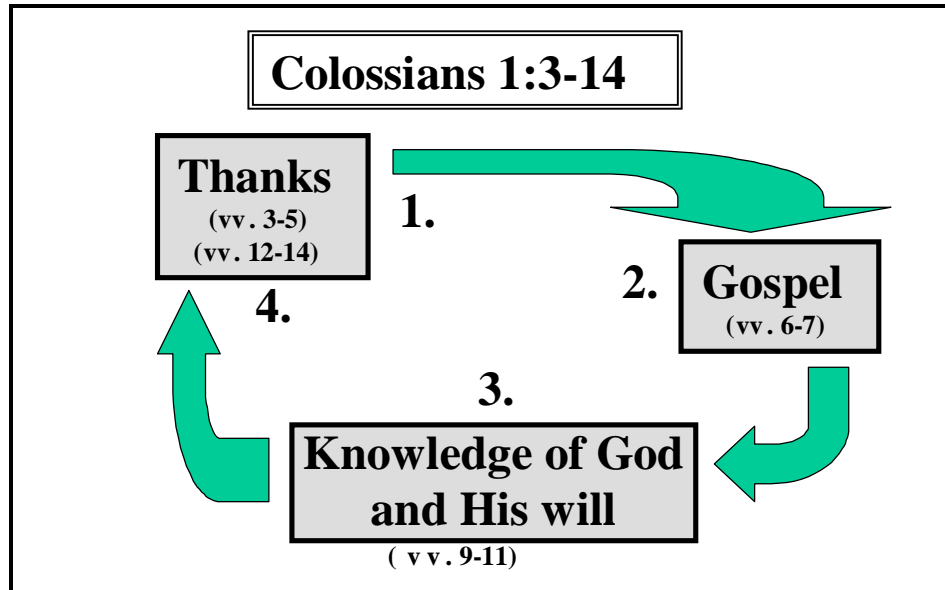 Colossians 1:3-14
Thanks
(vv. 3-5)
(vv. 12-14)
1.
2.
Gospel
(vv. 6-7)
3.
Knowledge of God
and His will
( v v. 9-11)
4.